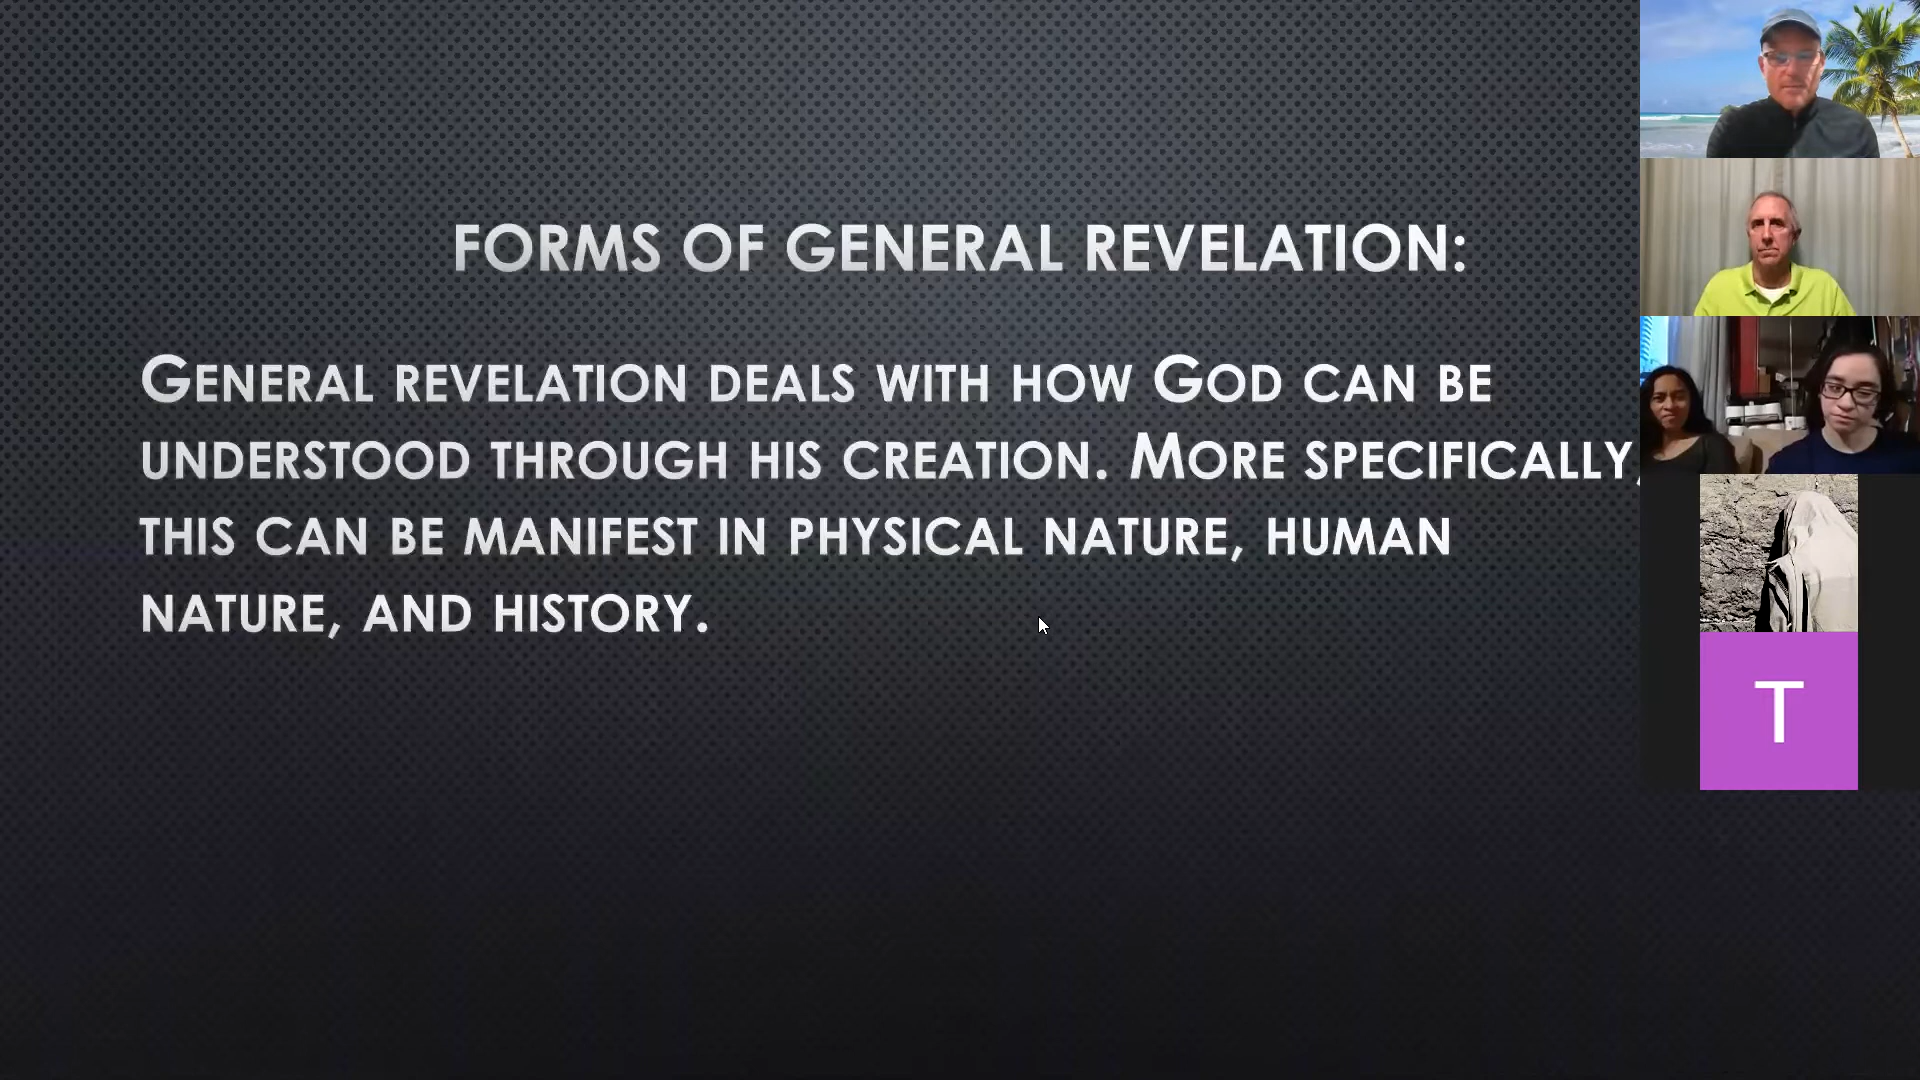 FORMS OF GENERAL REVELATION:
GENERAL REVELATION DEALS WITH HOW GOD CAN BE
UNDERSTOOD THROUGH HIS CREATION. MORE SPECIFICALLY,
THIS CAN BE MANIFEST IN PHYSICAL NATURE, HUMAN
NATURE, AND HISTORY.
T